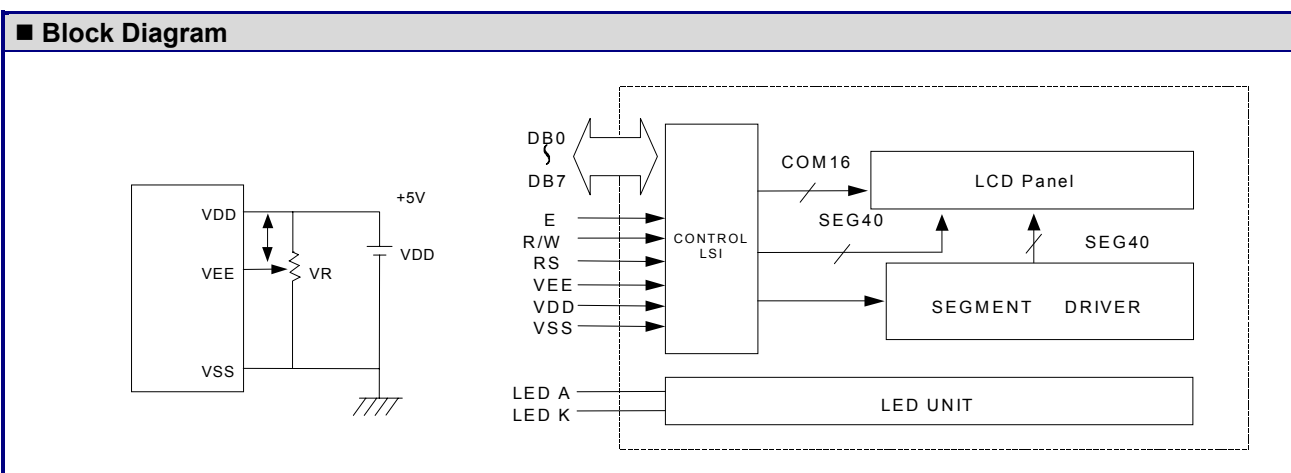 ■ Block Diagram
VDD
VEE
VSS
VR
+5V
VDD
DB0
DB7
E
R/W
RS
VEE
VDD
VSS
CONTROL
LSI
COM16
SEG40
LCD Panel
SEG40
SEGMENT DRIVER
LED A
LED K
LED UNIT